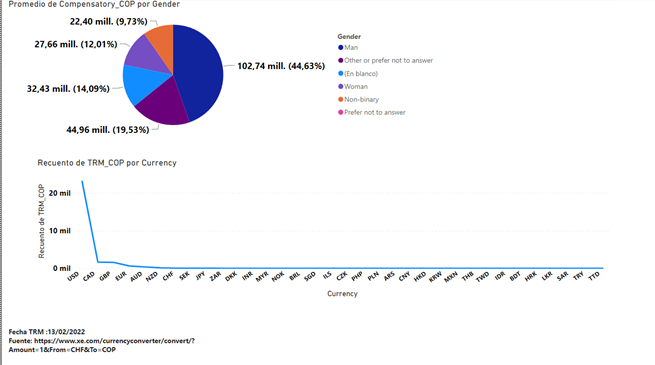 Promedio de Compensatory_COP por Gender
22,40 mill. (9,73%)
27,66 mill. (12,01%)
32,43 mill. (14,09%)
44,96 mill. (19,53%)
102,74 mill. (44,63%)
Gender
Man
Other or prefer not to answer
(En blanco)
Woman
Non-binary
Prefer not to answer
Recuento de TRM_COP por Currency
Recuento de TRM_COP
20 mil
10 mil
0 mil
USD CAD GBP EUR AUD NZD CHF SEK JPY ZAR DKK INR MYR NOK BRL SGD ILS CZK PHP PLN ARS CNY HKD KRW MXN THB TWD IDR BDT HRK LKR SAR TRY TTD
Currency
Fecha TRM :13/02/2022
Fuente: https://www.xe.com/currencyconverter/convert/?
Amount=1&From=CHF&To=COP